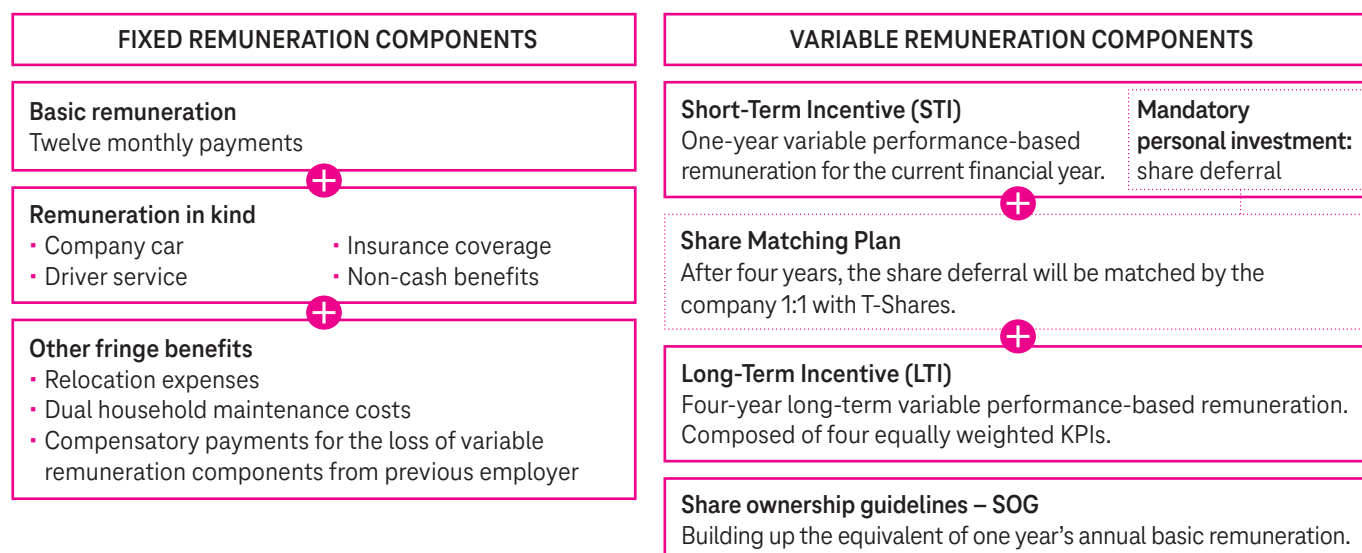 FIXED REMUNERATION COMPONENTS
Basic remuneration
Twelve monthly payments
Remuneration in kind
· Company car
· Driver service
· Insurance coverage
· Non-cash benefits
Other fringe benefits
· Relocation expenses
· Dual household maintenance costs
· Compensatory payments for the loss of variable
remuneration components from previous employer
VARIABLE REMUNERATION COMPONENTS
Short-Term Incentive (STI)
One-year variable performance-based
remuneration for the current financial year.
Mandatory
personal investment:
share deferral
Share Matching Plan
After four years, the share deferral will be matched by the
company 1:1 with T-Shares.
Long-Term Incentive (LTI)
Four-year long-term variable performance-based remuneration.
Composed of four equally weighted KPIs.
Share ownership guidelines – SOG
Building up the equivalent of one year’s annual basic remuneration.